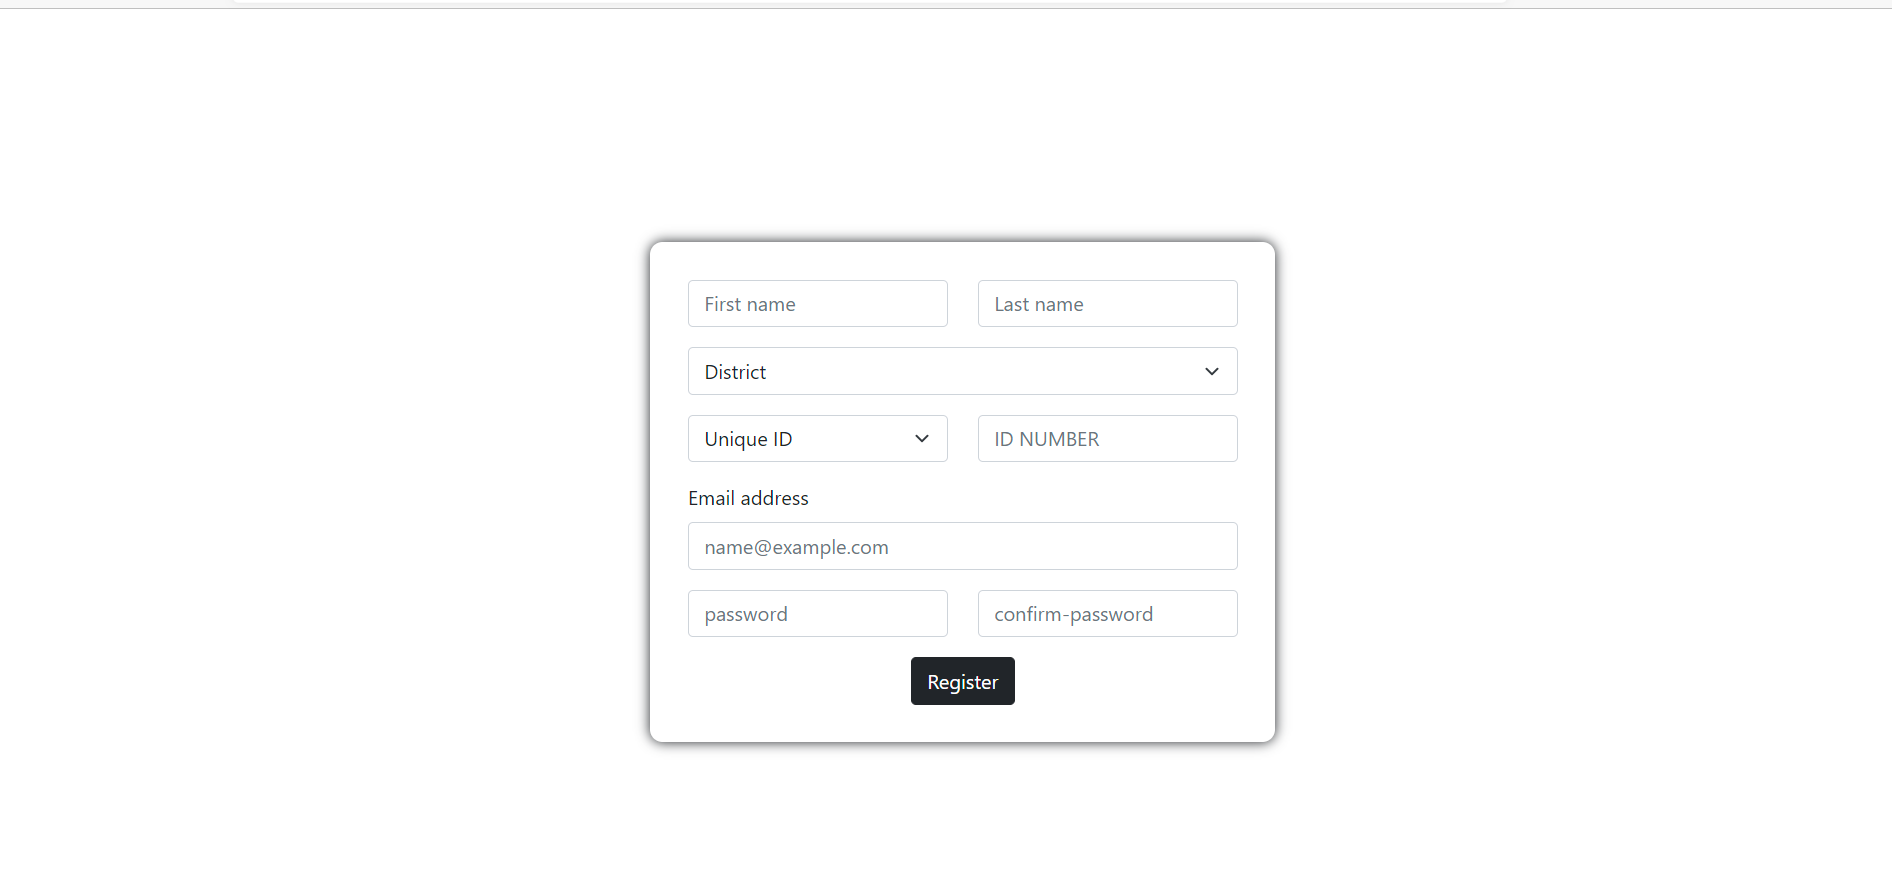 First name Last name
District
Unique ID ID NUMBER
Email address
name@example.com
password confirm-password
Register